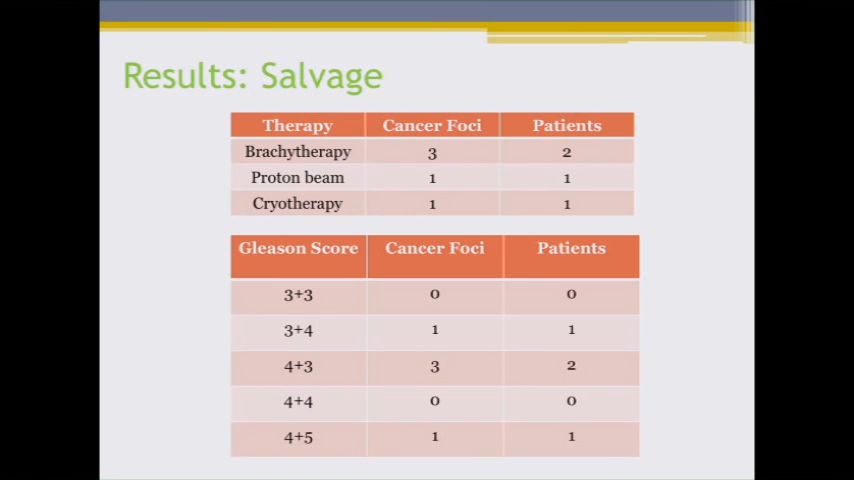 Results: Salvage
Therapy Cancer Foci Patients
Brachytherapy 3 2
Proton beam 1 1
Cryotherapy 1 1
Gleason Score Cancer Foci Patients
3+3 0 0
3+4 1 1
4+3 3 2
4+4 0 0
4+5 1 1